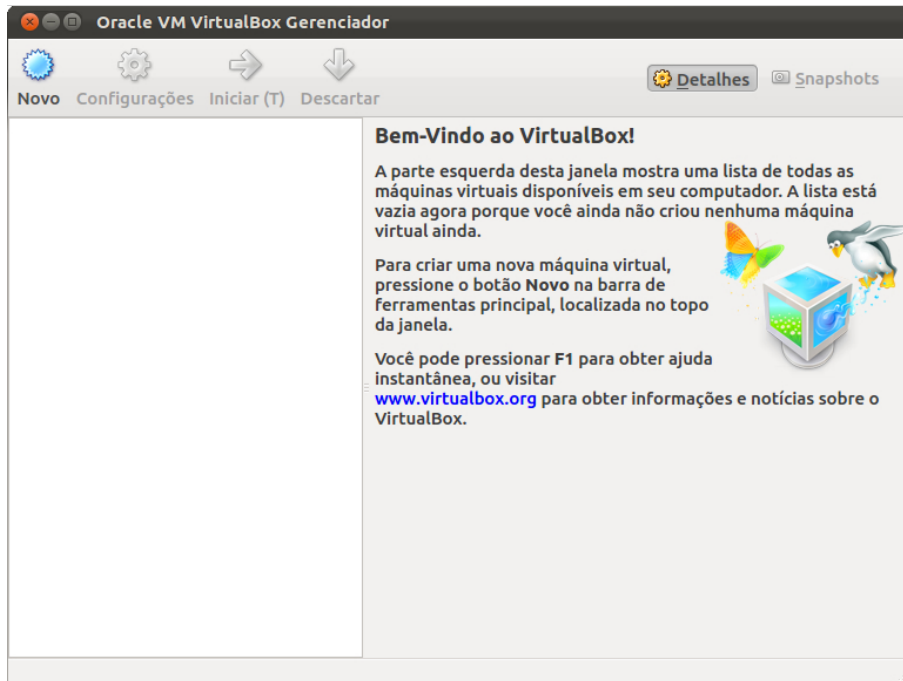 Oracle VM VirtualBox Gerenciador
Novo Configurações Iniciar (T) Descartar
Detalhes Snapshots
Bem-Vindo ao VirtualBox!
A parte esquerda desta janela mostra uma lista de todas as
máquinas virtuais disponíveis em seu computador. A lista está
vazia agora porque você ainda não criou nenhuma máquina
virtual ainda.
Para criar uma nova máquina virtual,
pressione o botão Novo na barra de
ferramentas principal, localizada no topo
da janela.
Você pode pressionar F1 para obter ajuda
instantânea, ou visitar
www.virtualbox.org para obter informações e notícias sobre o
VirtualBox.